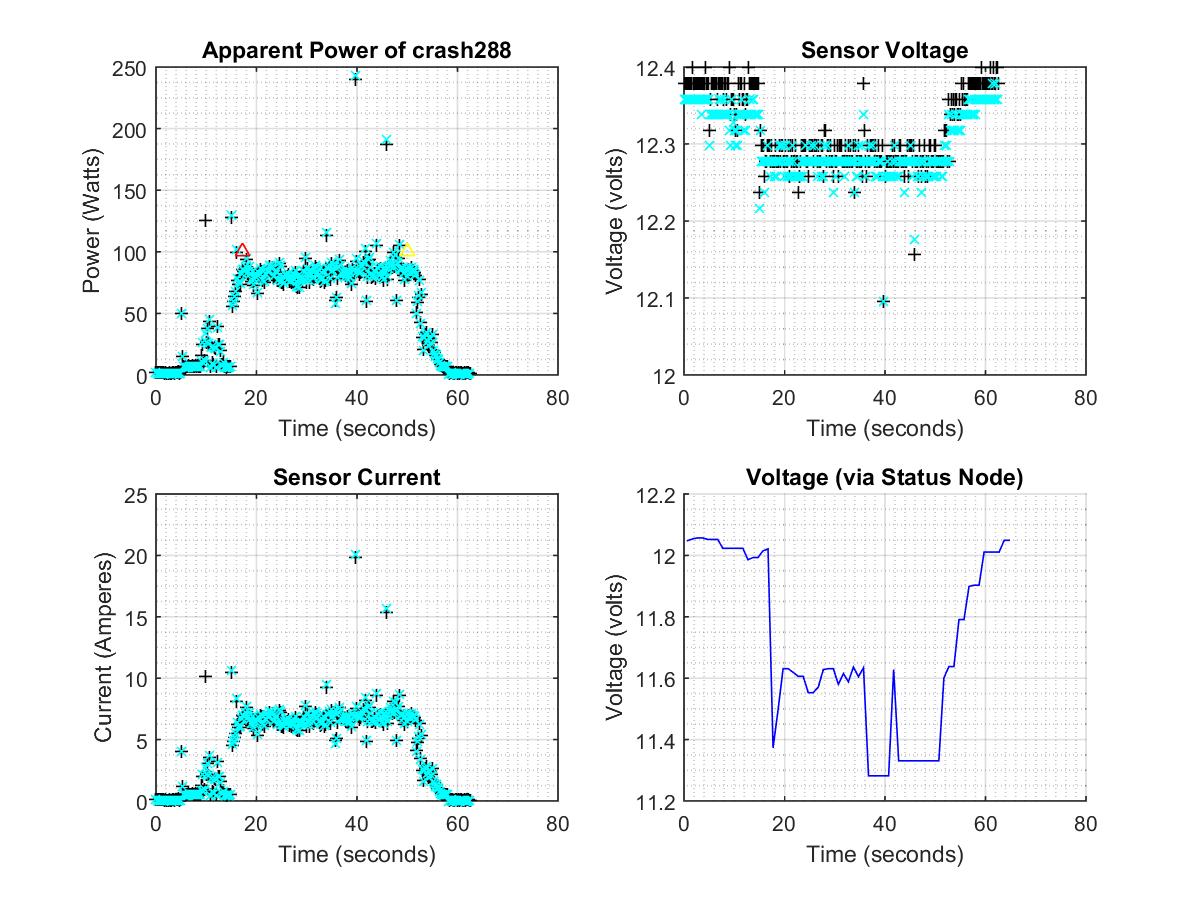 Apparent Power of crash288
250
200
150
100
50
0
Power (Watts)
0 20 40 60 80
Time (seconds)
Sensor Voltage
12.4
12.3
12.2
12.1
12
Voltage (volts)
0 20 40 60 80
Time (seconds)
Sensor Current
25
20
15
10
5
0
Current (Amperes)
0 20 40 60 80
Time (seconds)
Voltage (via Status Node)
12.2
12
11.8
11.6
11.4
11.2
Voltage (volts)
0 20 40 60 80
Time (seconds)